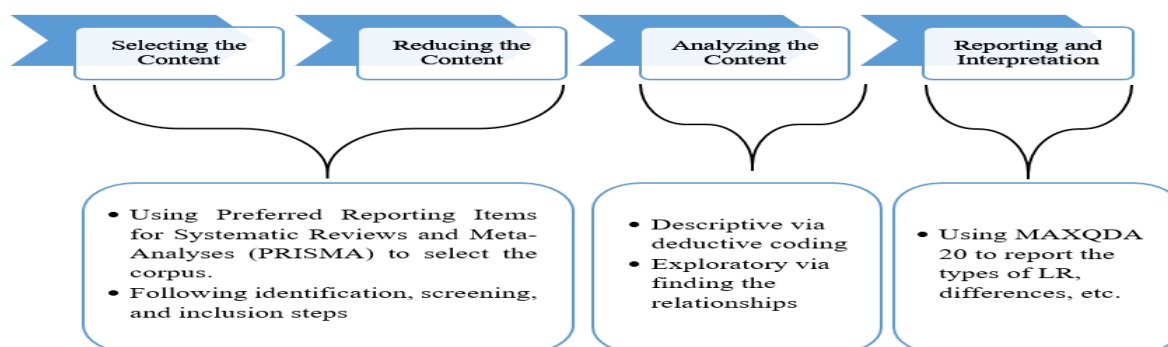 Selecting the
Content
Reducing the
Content
Analyzing the
Content
Reporting and
Interpretation
• Using Preferred Reporting Items
for Systematic Reviews and Meta-
Analyses (PRISMA) to select the
corpus.
• Following identification, screening,
and inclusion steps
• Descriptive via
deductive coding
• Exploratory via
finding the
relationships
• Using MAXQDA
20 to report the
types of LR,
differences, etc.